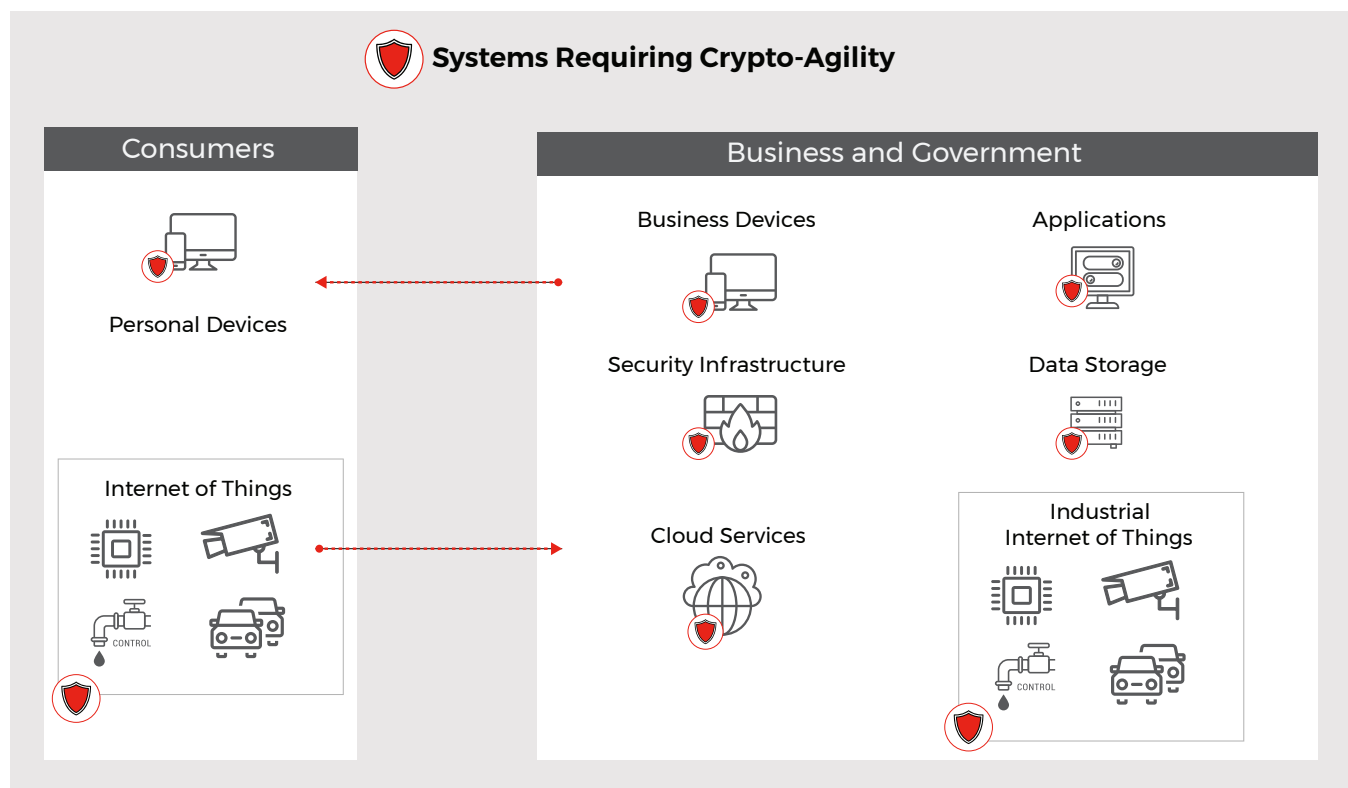 Systems Requiring Crypto-Agility
Consumers
Personal Devices
Internet of Things
CONTROL
Business and Government
Business Devices
Applications
Security Infrastructure
Data Storage
Cloud Services
Industrial
Internet of Things
CONTROL